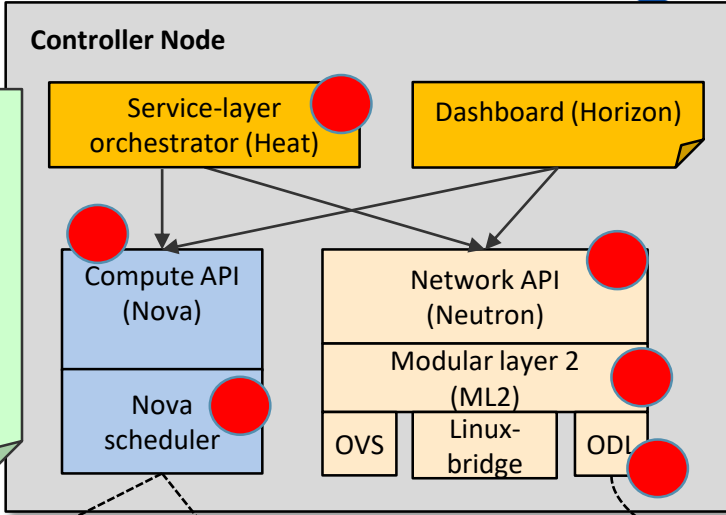 Controller Node
Service-layer
orchestrator (Heat)
Dashboard (Horizon)
Compute API
(Nova)
Network API
(Neutron)
Modular layer 2
(ML2)
Nova
scheduler
OVS
Linux-
bridge
ODL